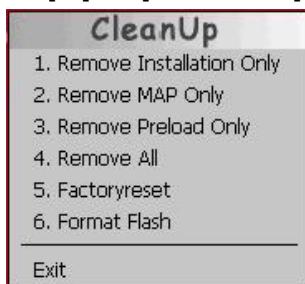 CleanUp
1. Remove Installation Only
2. Remove MAP Only
3. Remove Preload Only
4. Remove All
5. Factoryreset
6. Format Flash
Exit